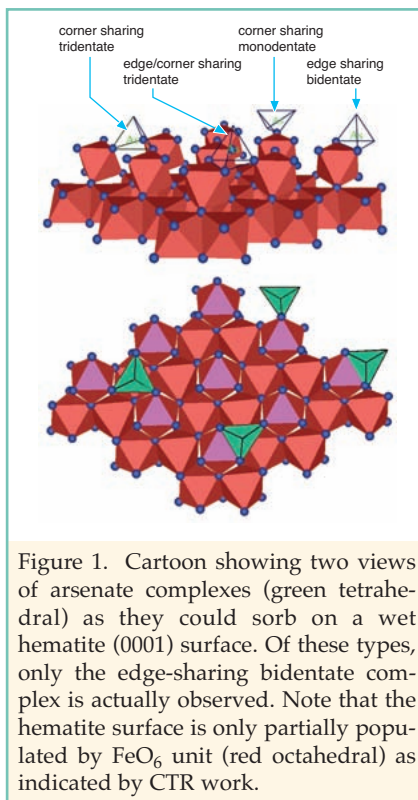 corner sharing
tridentate
edge/corner sharing
tridentate
corner sharing
monodentate
edge sharing
bidentate
As
As
Figure 1. Cartoon showing two views
of arsenate complexes (green tetrahe-
dral) as they could sorb on a wet
hematite (0001) surface. Of these types,
only the edge-sharing bidentate com-
plex is actually observed. Note that the
hematite surface is only partially popu-
lated by FeO₆ unit (red octahedral) as
indicated by CTR work.